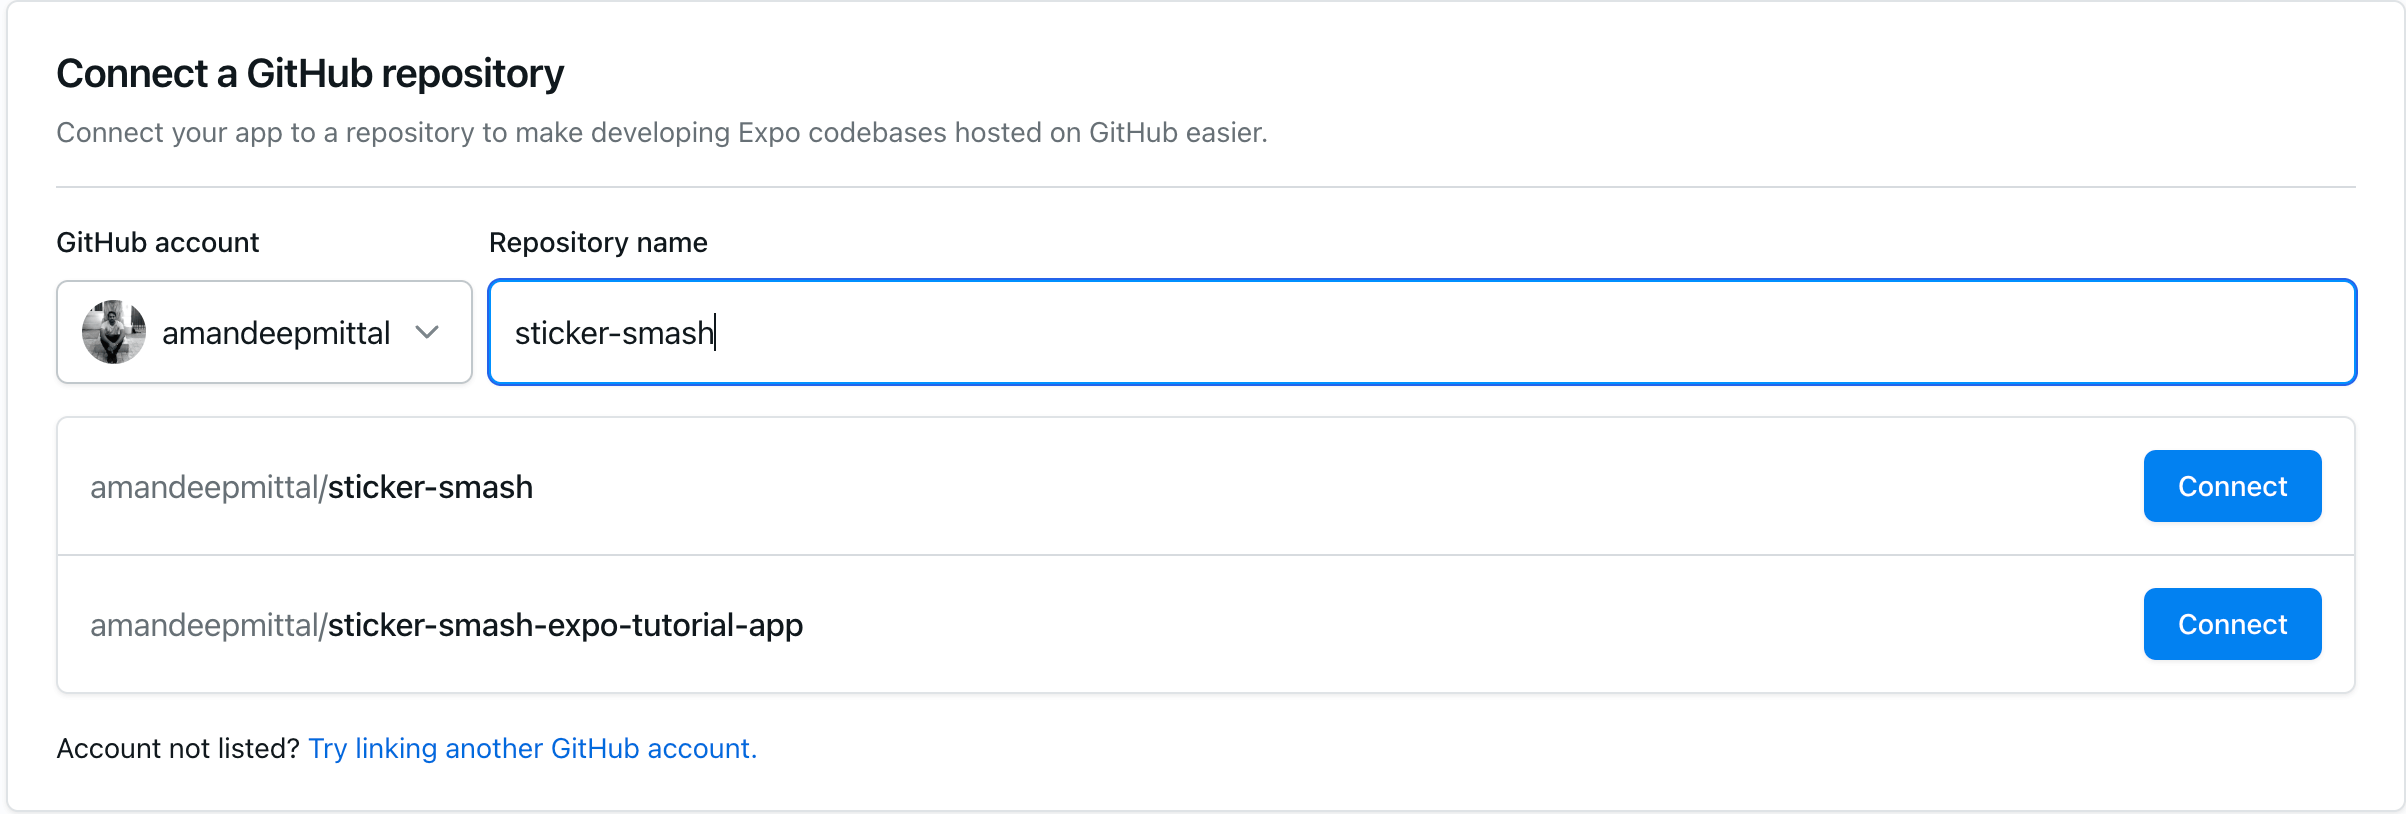 Connect a GitHub repository
Connect your app to a repository to make developing Expo codebases hosted on GitHub easier.
GitHub account
Repository name
amandeepmittal
sticker-smash
amandeepmittal/sticker-smash
Connect
amandeepmittal/sticker-smash-expo-tutorial-app
Connect
Account not listed? Try linking another GitHub account.